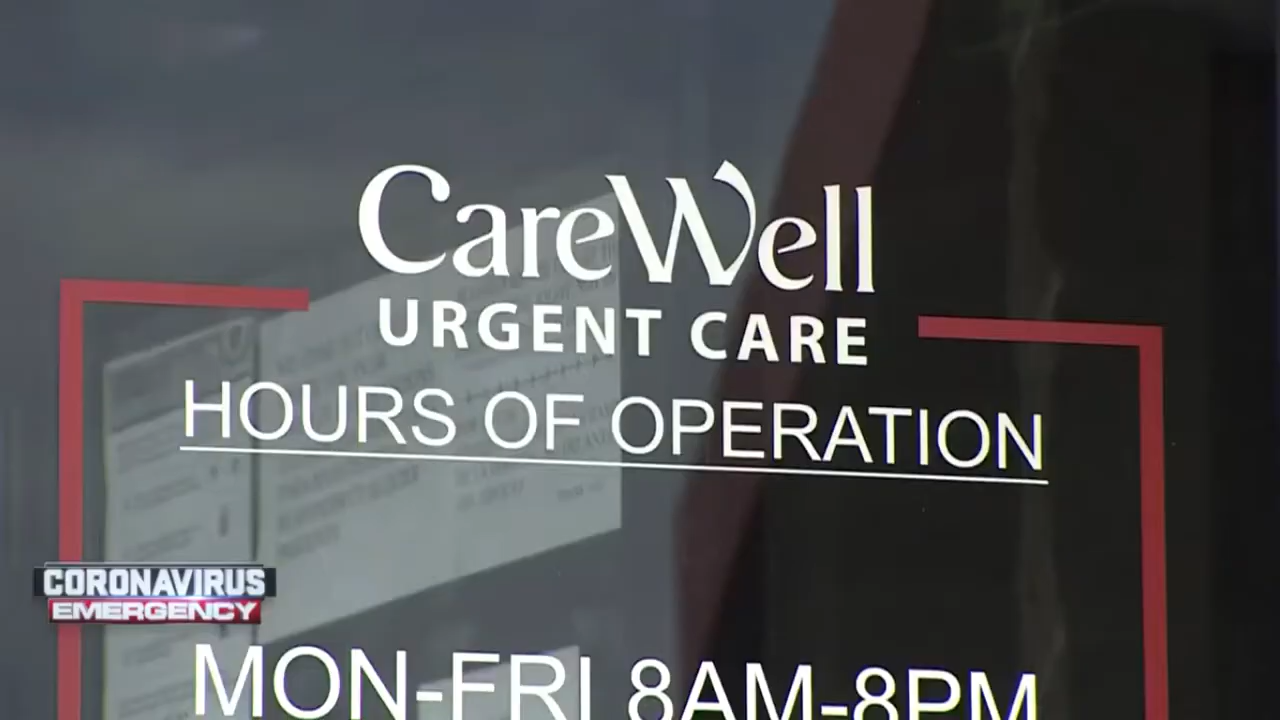 CareWell
URGENT CARE
HOURS OF OPERATION
CORONAVIRUS
EMERGENCY
MON-FRI 8AM-8PM